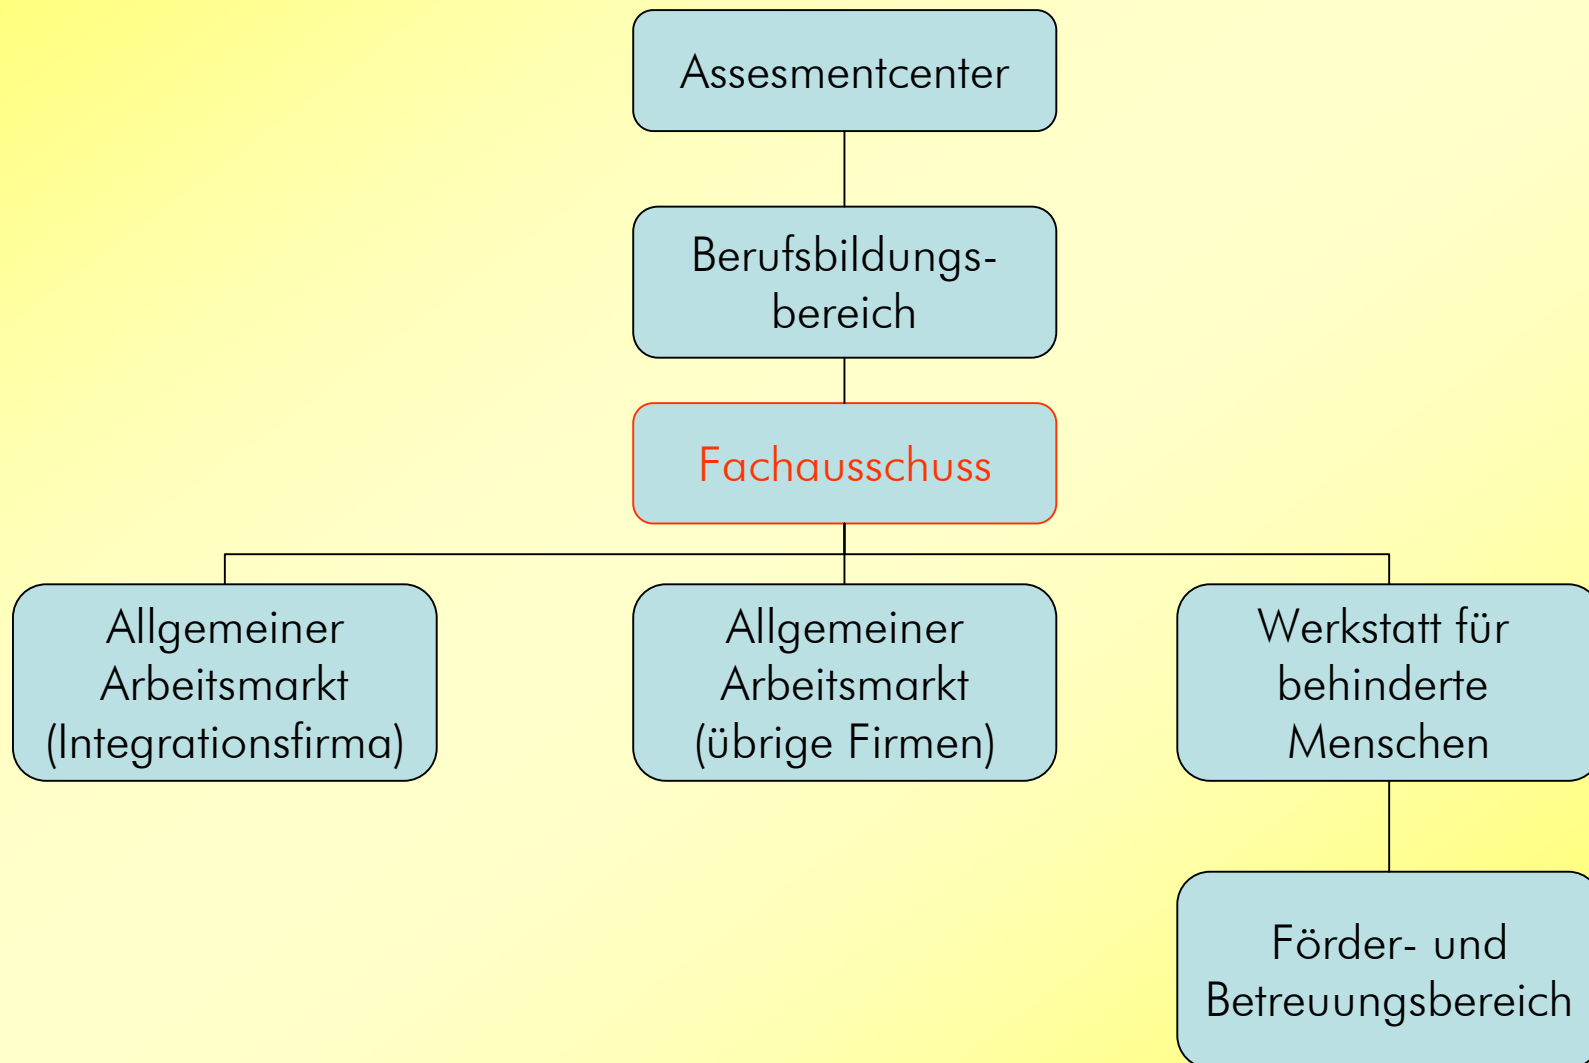 Assesmentcenter
Berufsbildungs-
bereich
Fachausschuss
Allgemeiner
Arbeitsmarkt
(Integrationsfirma)
Allgemeiner
Arbeitsmarkt
(übrige Firmen)
Werkstatt für
behinderte
Menschen
Förder- und
Betreuungsbereich